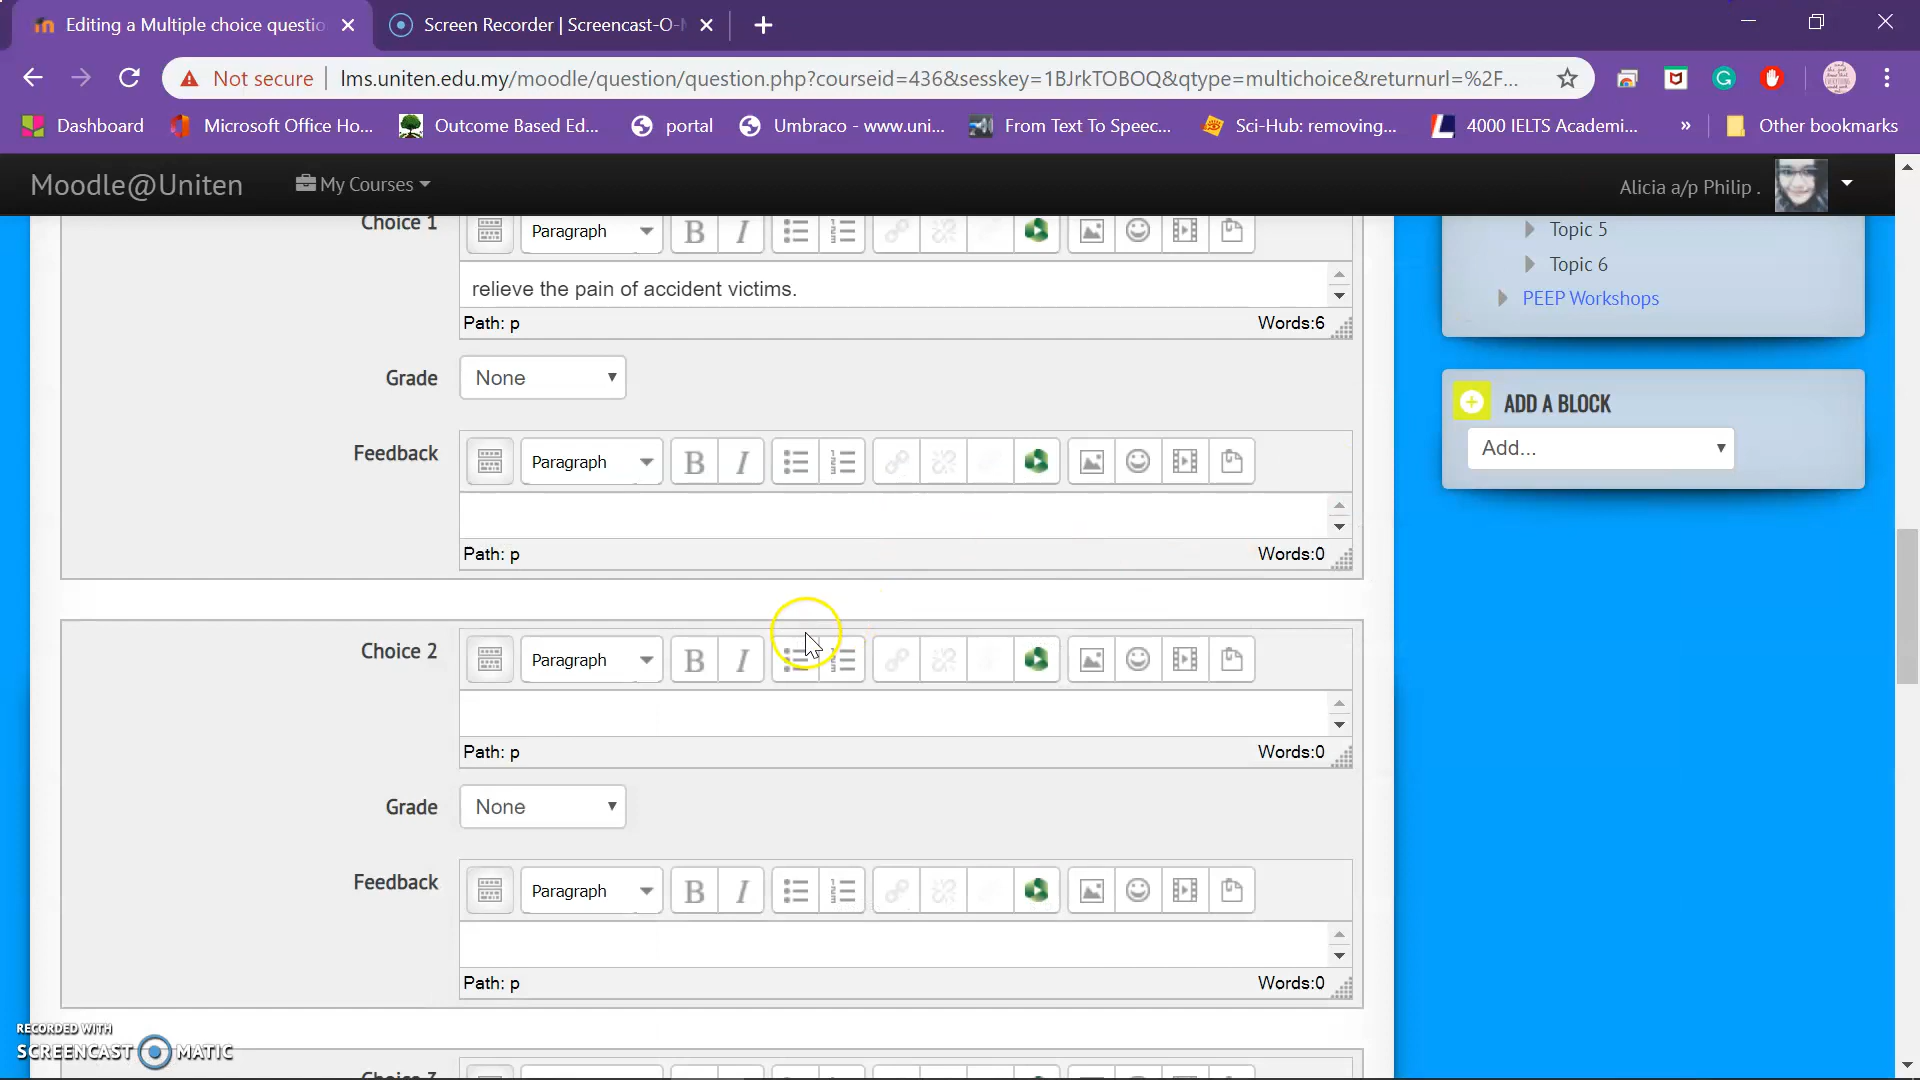 Editing a Multiple choice questio
Screen Recorder | Screencast-O-M
Not secure
lms.uniten.edu.my/moodle/question/question.php?courseid=436&sesskey=1BJrkTOBOQ&qtype=multichoice&returnurl=%2F...
Dashboard
Microsoft Office Ho...
Outcome Based Ed...
portal
Umbraco - www.uni...
From Text To Speec...
Sci-Hub: removing...
4000 IELTS Academi...
»
Other bookmarks
Moodle@Uniten
My Courses
Alicia a/p Philip .
Choice 1
Paragraph
B I
relieve the pain of accident victims.
Path: p
Words:6
Grade
None
Feedback
Paragraph
B I
Path: p
Words:0
Choice 2
Paragraph
B I
Path: p
Words:0
Grade
None
Feedback
Paragraph
B I
Path: p
Words:0
Choice 3
Topic 5
Topic 6
PEEP Workshops
ADD A BLOCK
Add...
RECORDED WITH
SCREENCAST MATIC